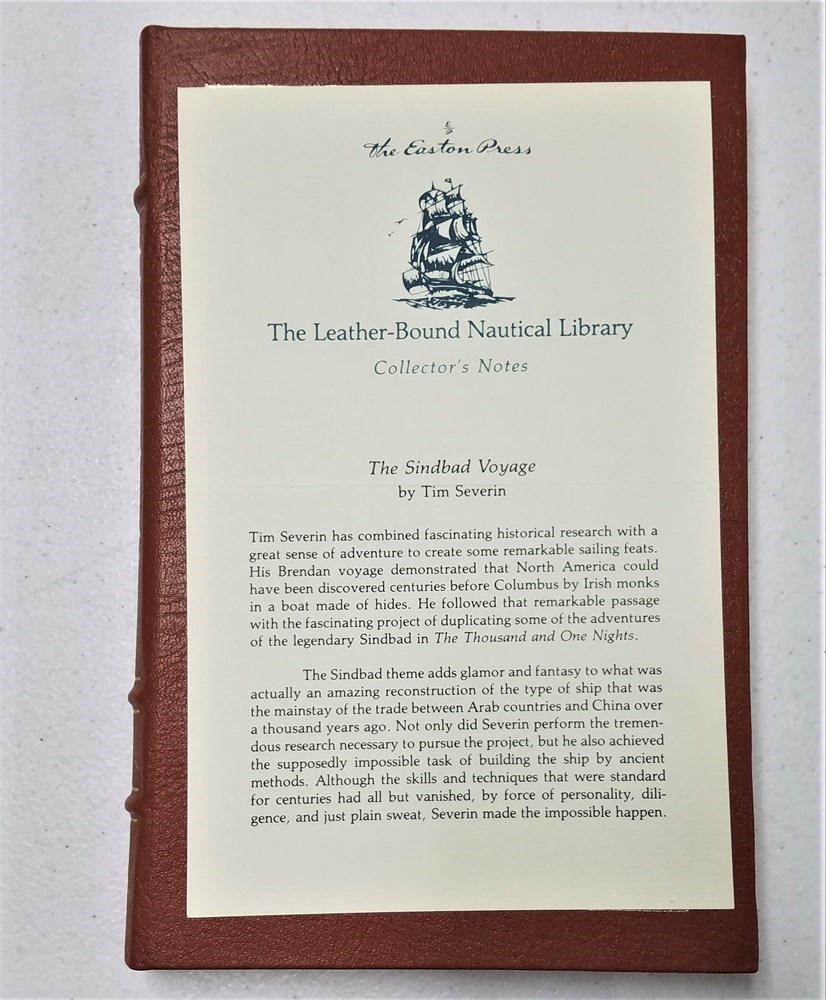 E
P
the Easton Press
The Leather-Bound Nautical Library
Collector's Notes
The Sindbad Voyage
by Tim Severin
Tim Severin has combined fascinating historical research with a
great sense of adventure to create some remarkable sailing feats.
His Brendan voyage demonstrated that North America could
have been discovered centuries before Columbus by Irish monks
in a boat made of hides. He followed that remarkable passage
with the fascinating project of duplicating some of the adventures
of the legendary Sindbad in The Thousand and One Nights.
The Sindbad theme adds glamor and fantasy to what was
actually an amazing reconstruction of the type of ship that was
the mainstay of the trade between Arab countries and China over
a thousand years ago. Not only did Severin perform the tremen-
dous research necessary to pursue the project, but he also achieved
the supposedly impossible task of building the ship by ancient
methods. Although the skills and techniques that were standard
for centuries had all but vanished, by force of personality, dili-
gence, and just plain sweat, Severin made the impossible happen.